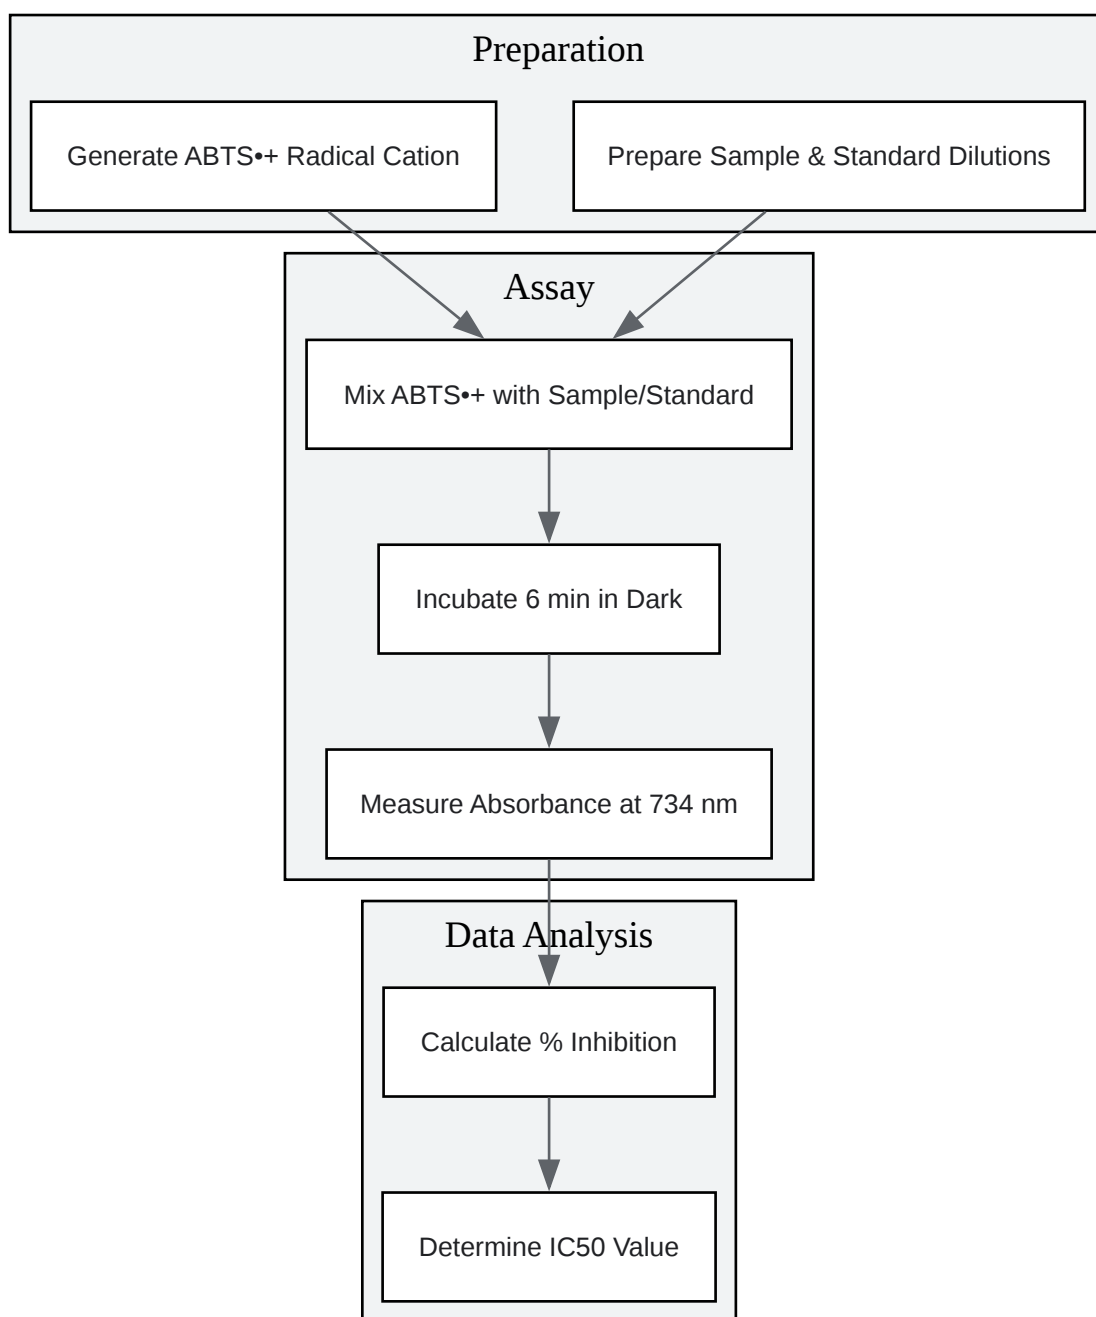 Preparation
Generate ABTS•+ Radical Cation
Prepare Sample & Standard Dilutions
Assay
Mix ABTS•+ with Sample/Standard
Incubate 6 min in Dark
Measure Absorbance at 734 nm
Data Analysis
Calculate % Inhibition
Determine IC50 Value